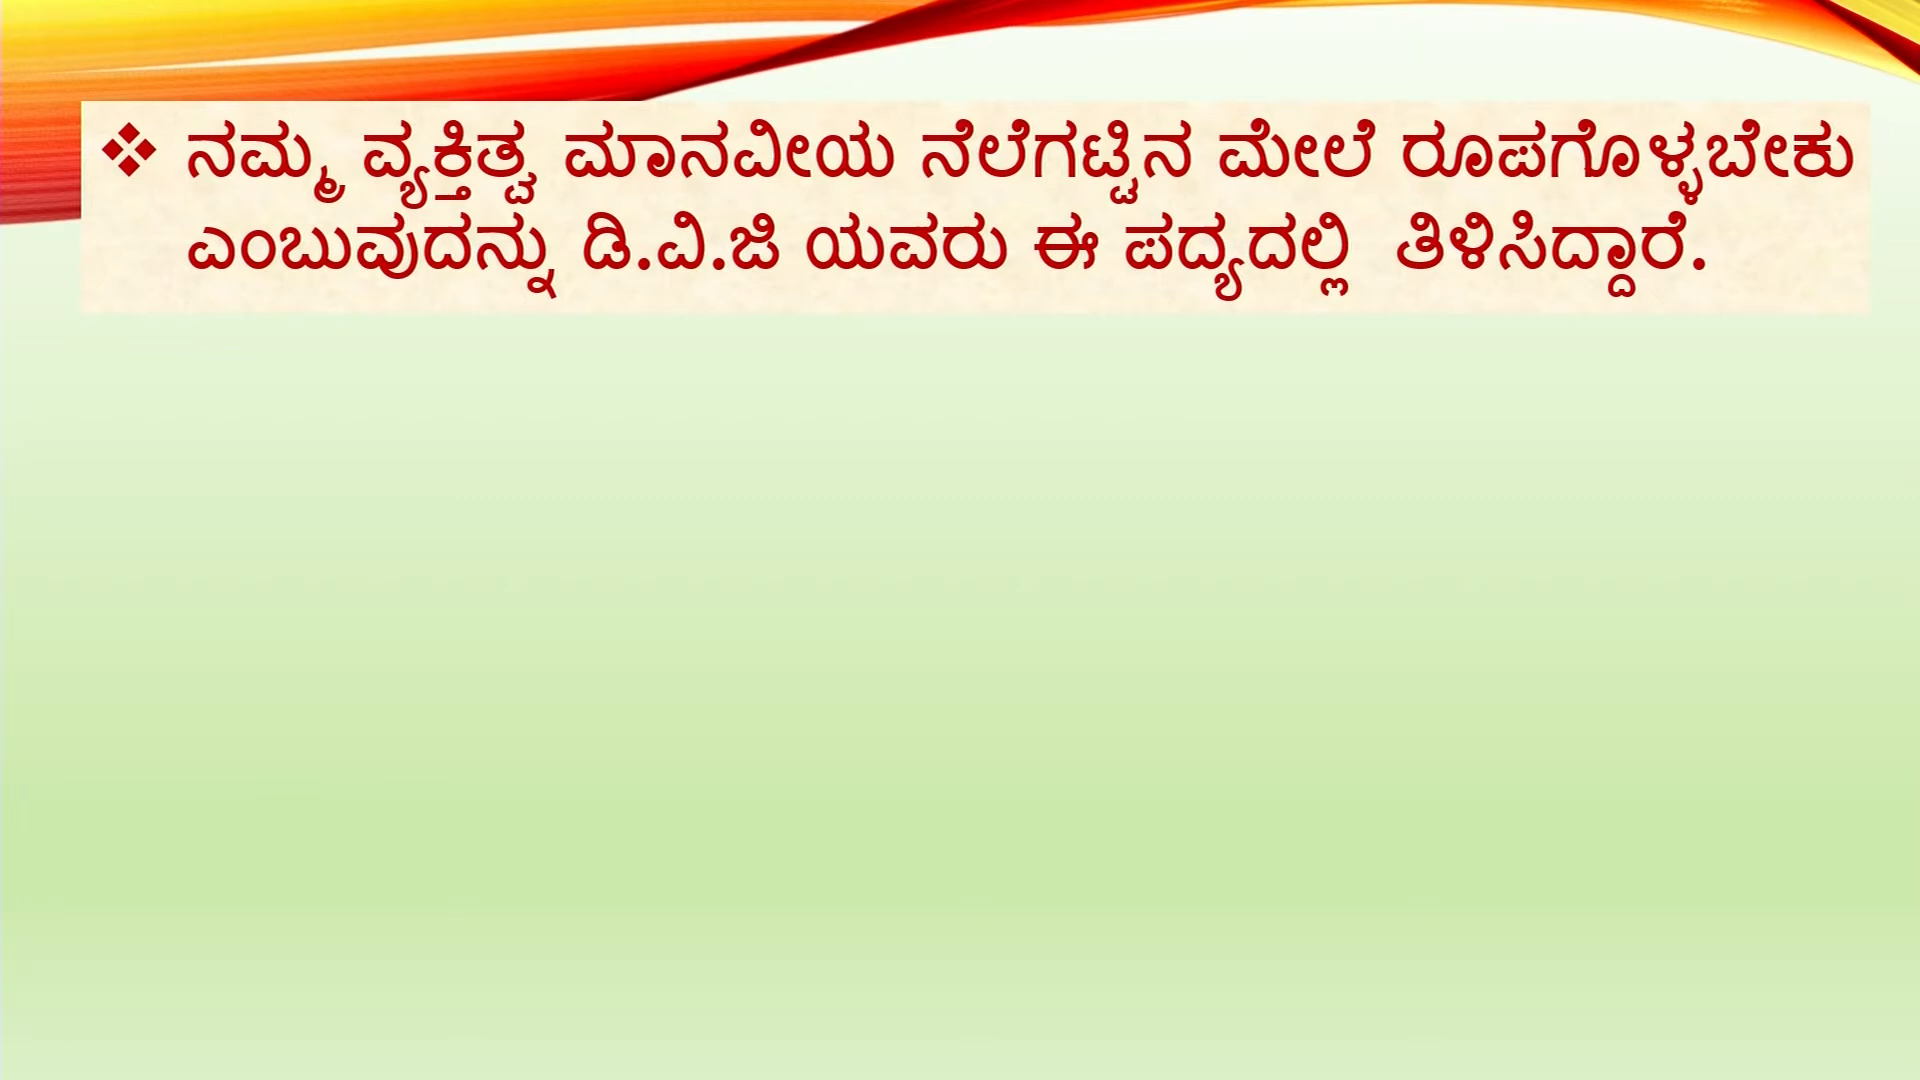 ❖ ನಮ್ಮ ವ್ಯಕ್ತಿತ್ವ ಮಾನವೀಯ ನೆಲೆಗಟ್ಟಿನ ಮೇಲೆ ರೂಪಗೊಳ್ಳಬೇಕು
ಎಂಬುವುದನ್ನು ಡಿ.ವಿ.ಜಿ ಯವರು ಈ ಪದ್ಯದಲ್ಲಿ ತಿಳಿಸಿದ್ದಾರೆ.